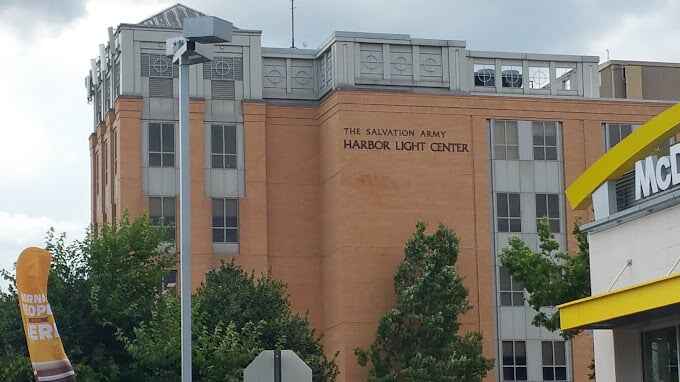 THE SALVATION ARMY
HARBOR LIGHT CENTER
McD